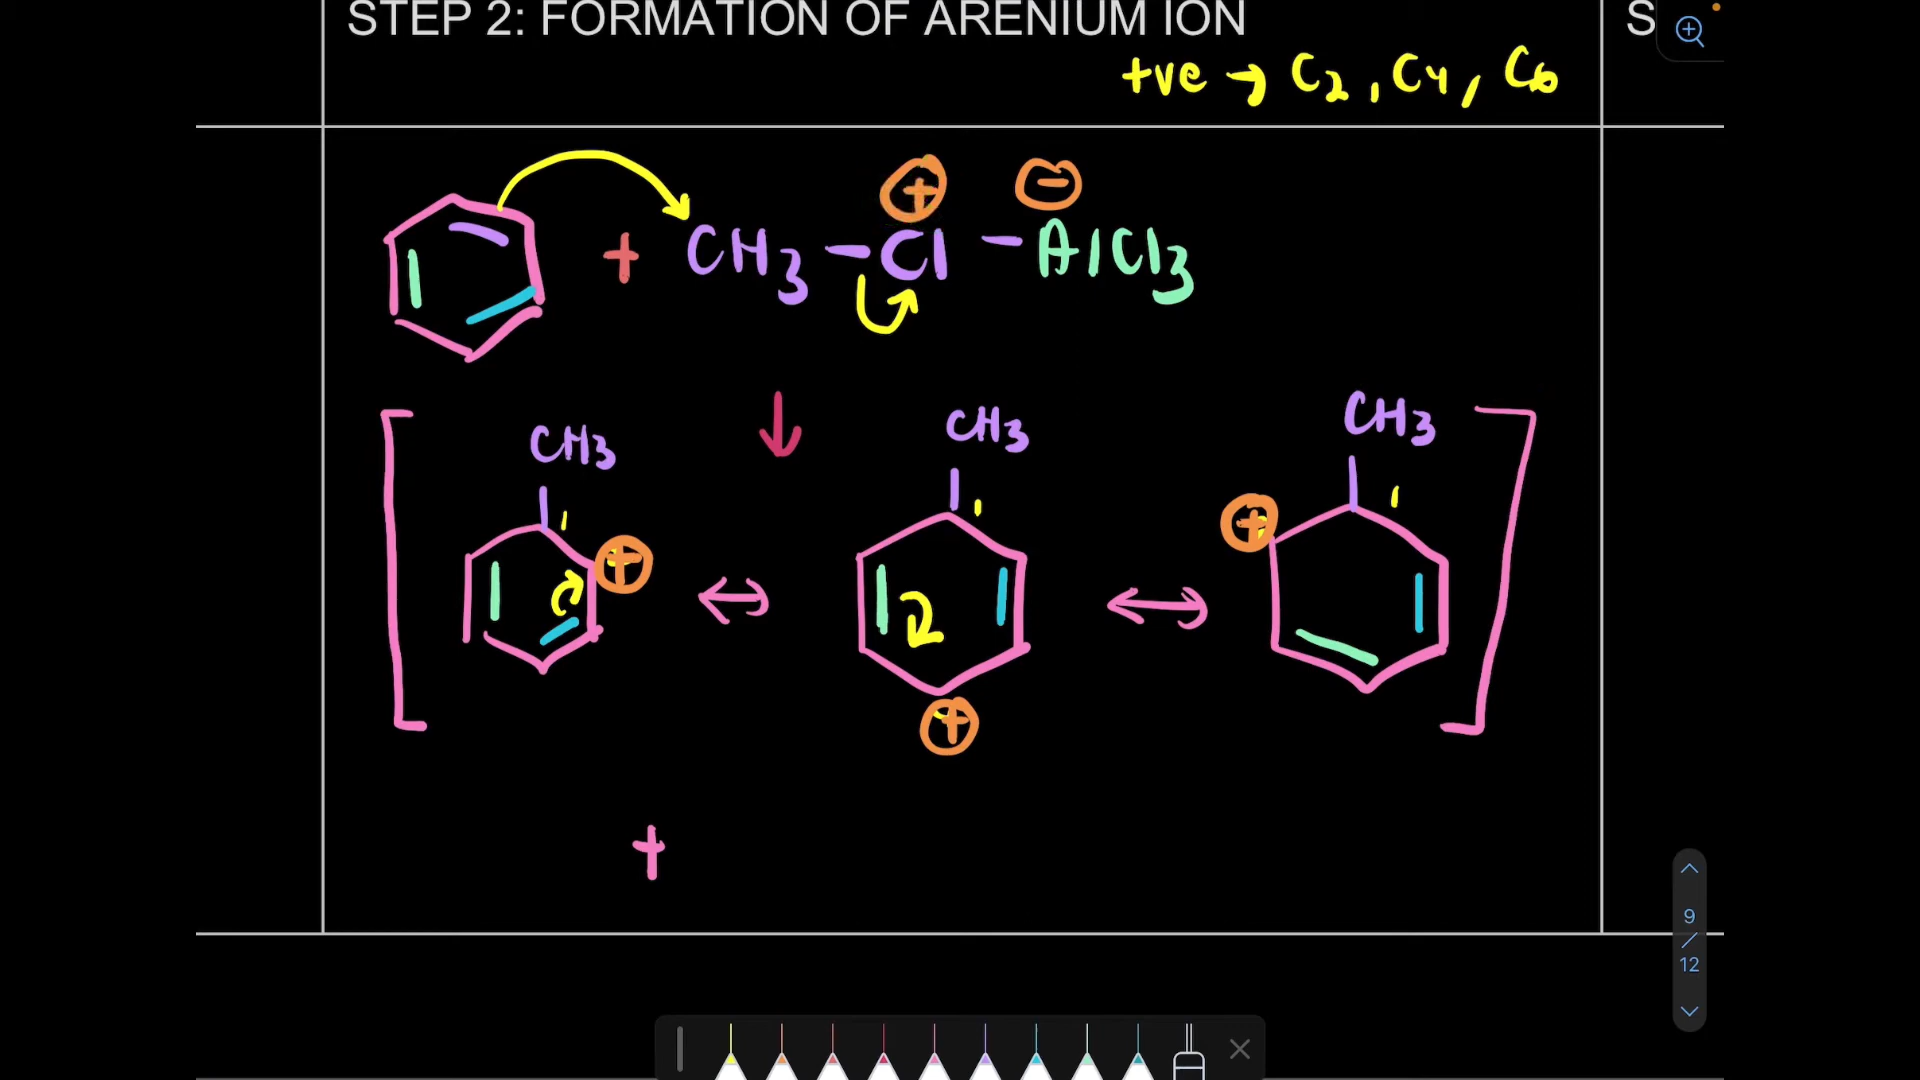 STEP 2: FORMATION OF ARENIUM ION
S
+ve → C2, C4, C6
⊕ ⊖
+ CH3 – Cl – AlCl3
CH3 CH3 CH3
1 1 1
⊕ ↔ ↔ ⊕
⊕
+
9
/
12